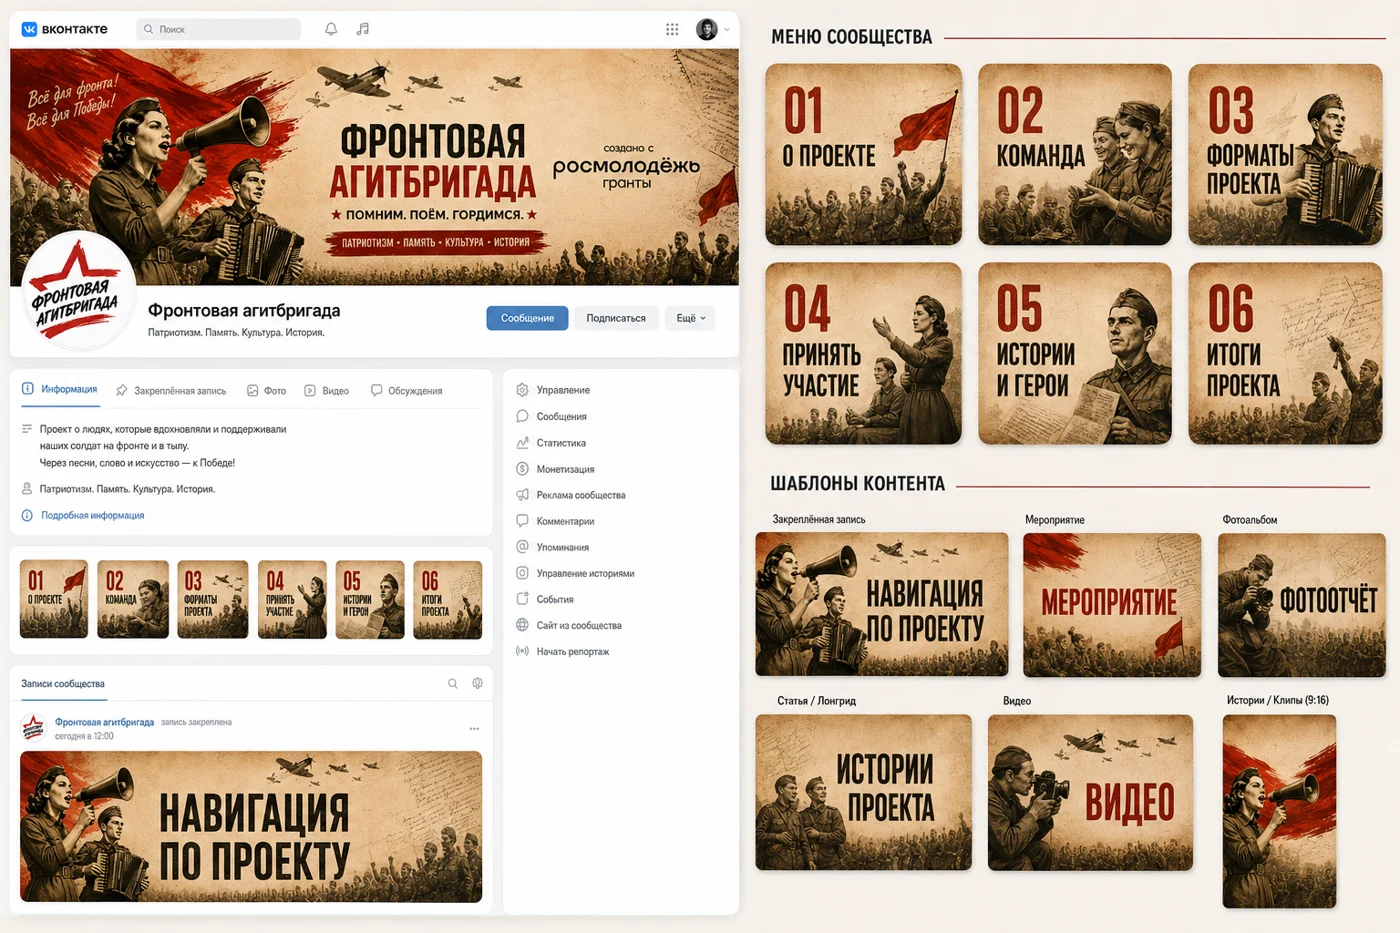 вконтакте
Поиск
Всё для фронта!
Всё для Победы!
ФРОНТОВАЯ
АГИТБРИГАДА
★ ПОМНИМ. ПОЁМ. ГОРДИМСЯ. ★
ПАТРИОТИЗМ • ПАМЯТЬ • КУЛЬТУРА • ИСТОРИЯ
создано с
росмолодёжь
гранты
ФРОНТОВАЯ
АГИТБРИГАДА
Фронтовая агитбригада
Патриотизм. Память. Культура. История.
Сообщение
Подписаться
Ещё
Информация
Закреплённая запись
Фото
Видео
Обсуждения
Проект о людях, которые вдохновляли и поддерживали
наших солдат на фронте и в тылу.
Через песни, слово и искусство — к Победе!
Патриотизм. Память. Культура. История.
Подробная информация
01
О ПРОЕКТЕ
02
КОМАНДА
03
ФОРМАТЫ
ПРОЕКТА
04
ПРИНЯТЬ
УЧАСТИЕ
05
ИСТОРИИ
И ГЕРОИ
06
ИТОГИ
ПРОЕКТА
Записи сообщества
Фронтовая агитбригада запись закреплена
сегодня в 12:00
НАВИГАЦИЯ
ПО ПРОЕКТУ
Управление
Сообщения
Статистика
Монетизация
Реклама сообщества
Комментарии
Упоминания
Управление историями
События
Сайт из сообщества
Начать репортаж
МЕНЮ СООБЩЕСТВА
01
О ПРОЕКТЕ
02
КОМАНДА
03
ФОРМАТЫ
ПРОЕКТА
04
ПРИНЯТЬ
УЧАСТИЕ
05
ИСТОРИИ
И ГЕРОИ
06
ИТОГИ
ПРОЕКТА
ШАБЛОНЫ КОНТЕНТА
Закреплённая запись
НАВИГАЦИЯ
ПО ПРОЕКТУ
Мероприятие
МЕРОПРИЯТИЕ
Фотоальбом
ФОТООТЧЁТ
Статья / Лонгрид
ИСТОРИИ
ПРОЕКТА
Видео
ВИДЕО
Истории / Клипы (9:16)